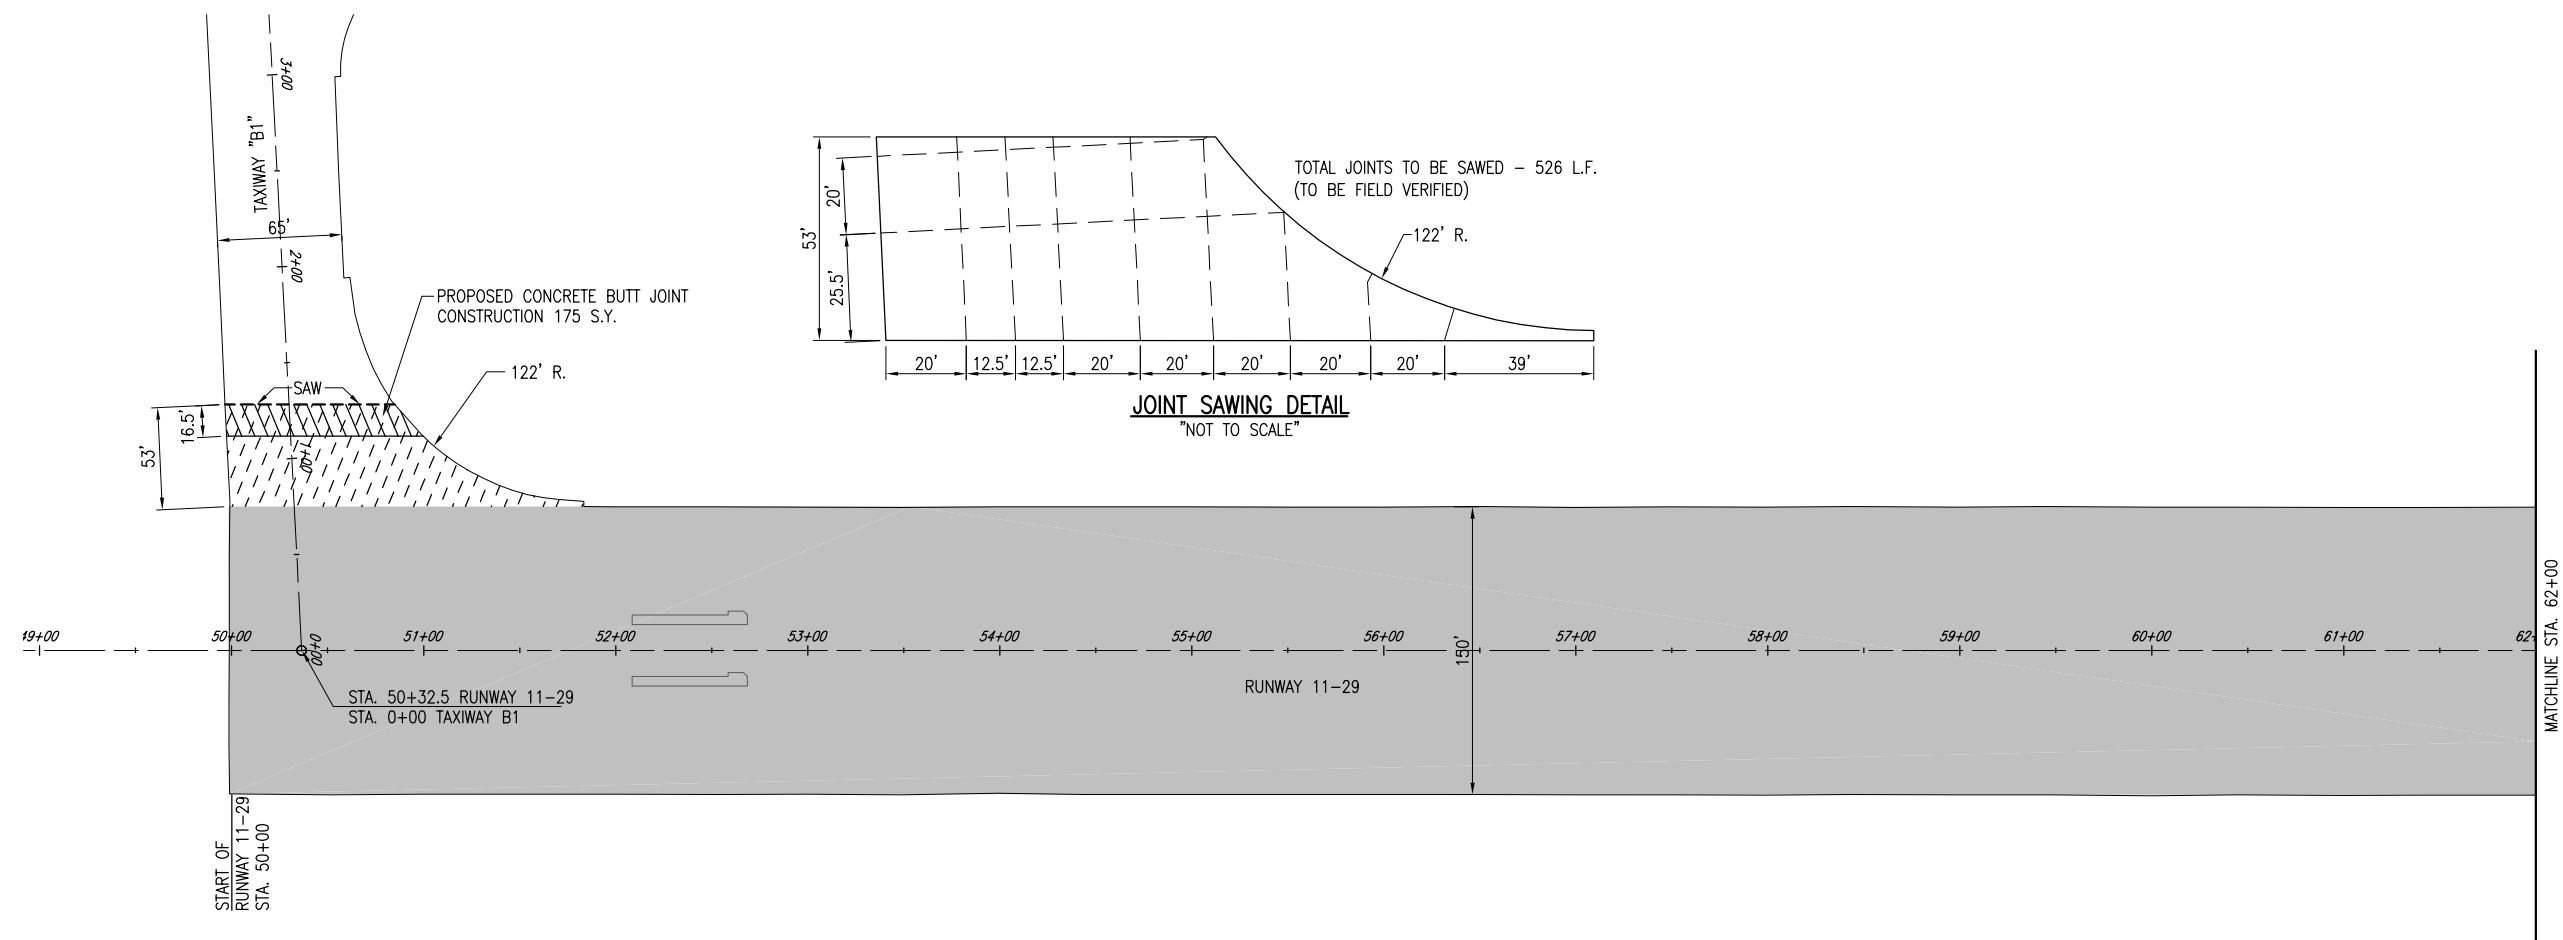 3+00
TAXIWAY "B1"
65'
2+00
PROPOSED CONCRETE BUTT JOINT
CONSTRUCTION 175 S.Y.
122' R.
SAW
16.5'
53'
1+00
53'
20'
25.5'
TOTAL JOINTS TO BE SAWED - 526 L.F.
(TO BE FIELD VERIFIED)
122' R.
20' 12.5' 12.5' 20' 20' 20' 20' 20' 39'
JOINT SAWING DETAIL
"NOT TO SCALE"
49+00 50+00 51+00 52+00 53+00 54+00 55+00 56+00 57+00 58+00 59+00 60+00 61+00 62+
0+00
150'
STA. 50+32.5 RUNWAY 11-29
STA. 0+00 TAXIWAY B1
RUNWAY 11-29
MATCHLINE STA. 62+00
START OF
RUNWAY 11-29
STA. 50+00